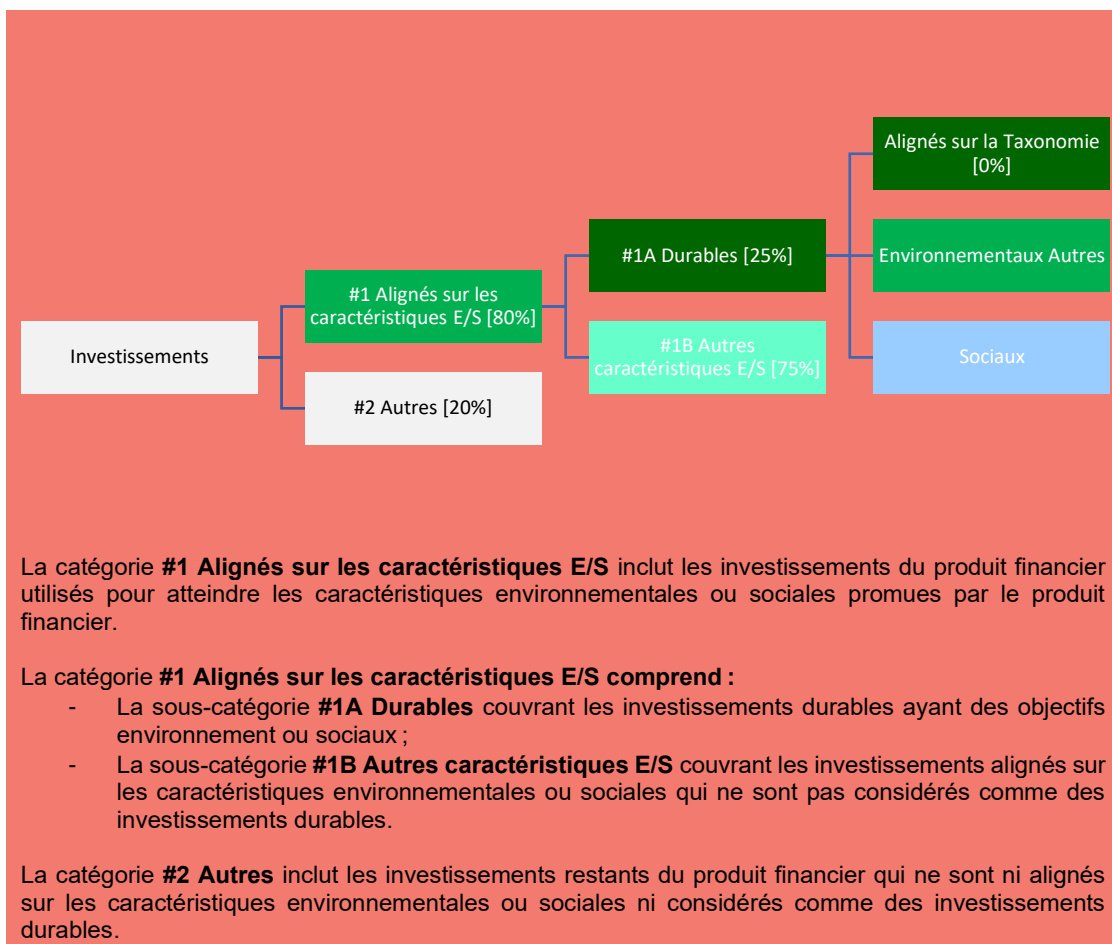 Alignés sur la Taxonomie
[0%]
#1A Durables [25%]
Environnementaux Autres
#1 Alignés sur les
caractéristiques E/S [80%]
Investissements
#1B Autres
caractéristiques E/S [75%]
Sociaux
#2 Autres [20%]
La catégorie #1 Alignés sur les caractéristiques E/S inclut les investissements du produit financier
utilisés pour atteindre les caractéristiques environnementales ou sociales promues par le produit
financier.
La catégorie #1 Alignés sur les caractéristiques E/S comprend :
- La sous-catégorie #1A Durables couvrant les investissements durables ayant des objectifs
environnement ou sociaux ;
- La sous-catégorie #1B Autres caractéristiques E/S couvrant les investissements alignés sur
les caractéristiques environnementales ou sociales qui ne sont pas considérés comme des
investissements durables.
La catégorie #2 Autres inclut les investissements restants du produit financier qui ne sont ni alignés
sur les caractéristiques environnementales ou sociales ni considérés comme des investissements
durables.